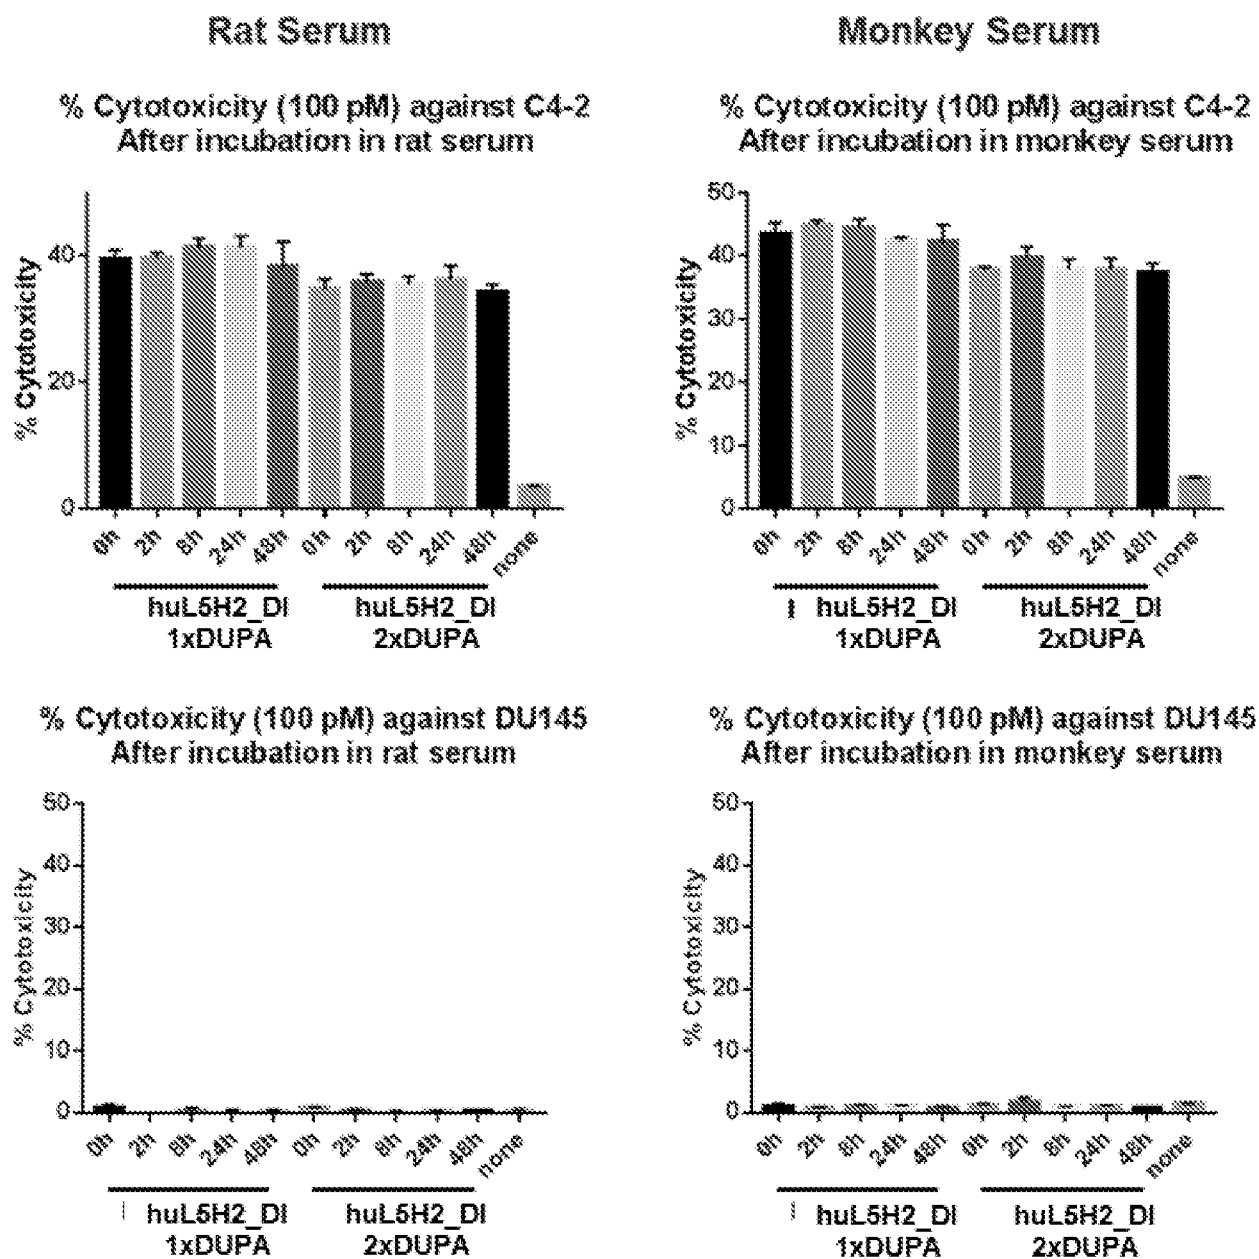 Rat Serum
Monkey Serum
% Cytotoxicity (100 pM) against C4-2
After incubation in rat serum
% Cytotoxicity
40
20
0
0h
2h
8h
24h
48h
0h
2h
8h
24h
48h
none
huL5H2_DI
1xDUPA
huL5H2_DI
2xDUPA
% Cytotoxicity (100 pM) against C4-2
After incubation in monkey serum
% Cytotoxicity
50
40
30
20
10
0
0h
2h
8h
24h
48h
0h
2h
8h
24h
48h
none
huL5H2_DI
1xDUPA
huL5H2_DI
2xDUPA
% Cytotoxicity (100 pM) against DU145
After incubation in rat serum
% Cytotoxicity
50
40
30
20
10
0
0h
2h
8h
24h
48h
0h
2h
8h
24h
48h
none
huL5H2_DI
1xDUPA
huL5H2_DI
2xDUPA
% Cytotoxicity (100 pM) against DU145
After incubation in monkey serum
% Cytotoxicity
50
40
30
20
10
0
0h
2h
8h
24h
48h
0h
2h
8h
24h
48h
none
huL5H2_DI
1xDUPA
huL5H2_DI
2xDUPA